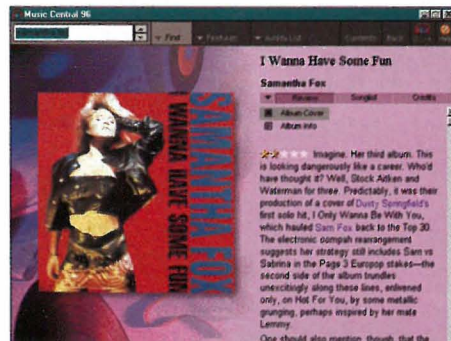 Music Central 96
Find
Features
Contents
Back
I Wanna Have Some Fun
Samantha Fox
Review
Songlist
Credits
Album Cover
Album Info
SAMANTHA FOX
I WANNA HAVE SOME FUN
Imagine. Her third album. This
is looking dangerously like a career. Who'd
have thought it? Well, Stock Aitken and
Waterman for three. Predictably, it was their
production of a cover of Dusty Springfield's
first solo hit, I Only Wanna Be With You,
which hauled Sam Fox back to the Top 30.
The electronic oompah rearrangement
suggests her strategy still includes Sam vs
Sabrina in the Page 3 Europop stakes—the
second side of the album trundles
unexcitingly along these lines, enlivened
only, on Hot For You, by some metallic
grunging, perhaps inspired by her mate
Lemmy.
One should also mention, though, that the